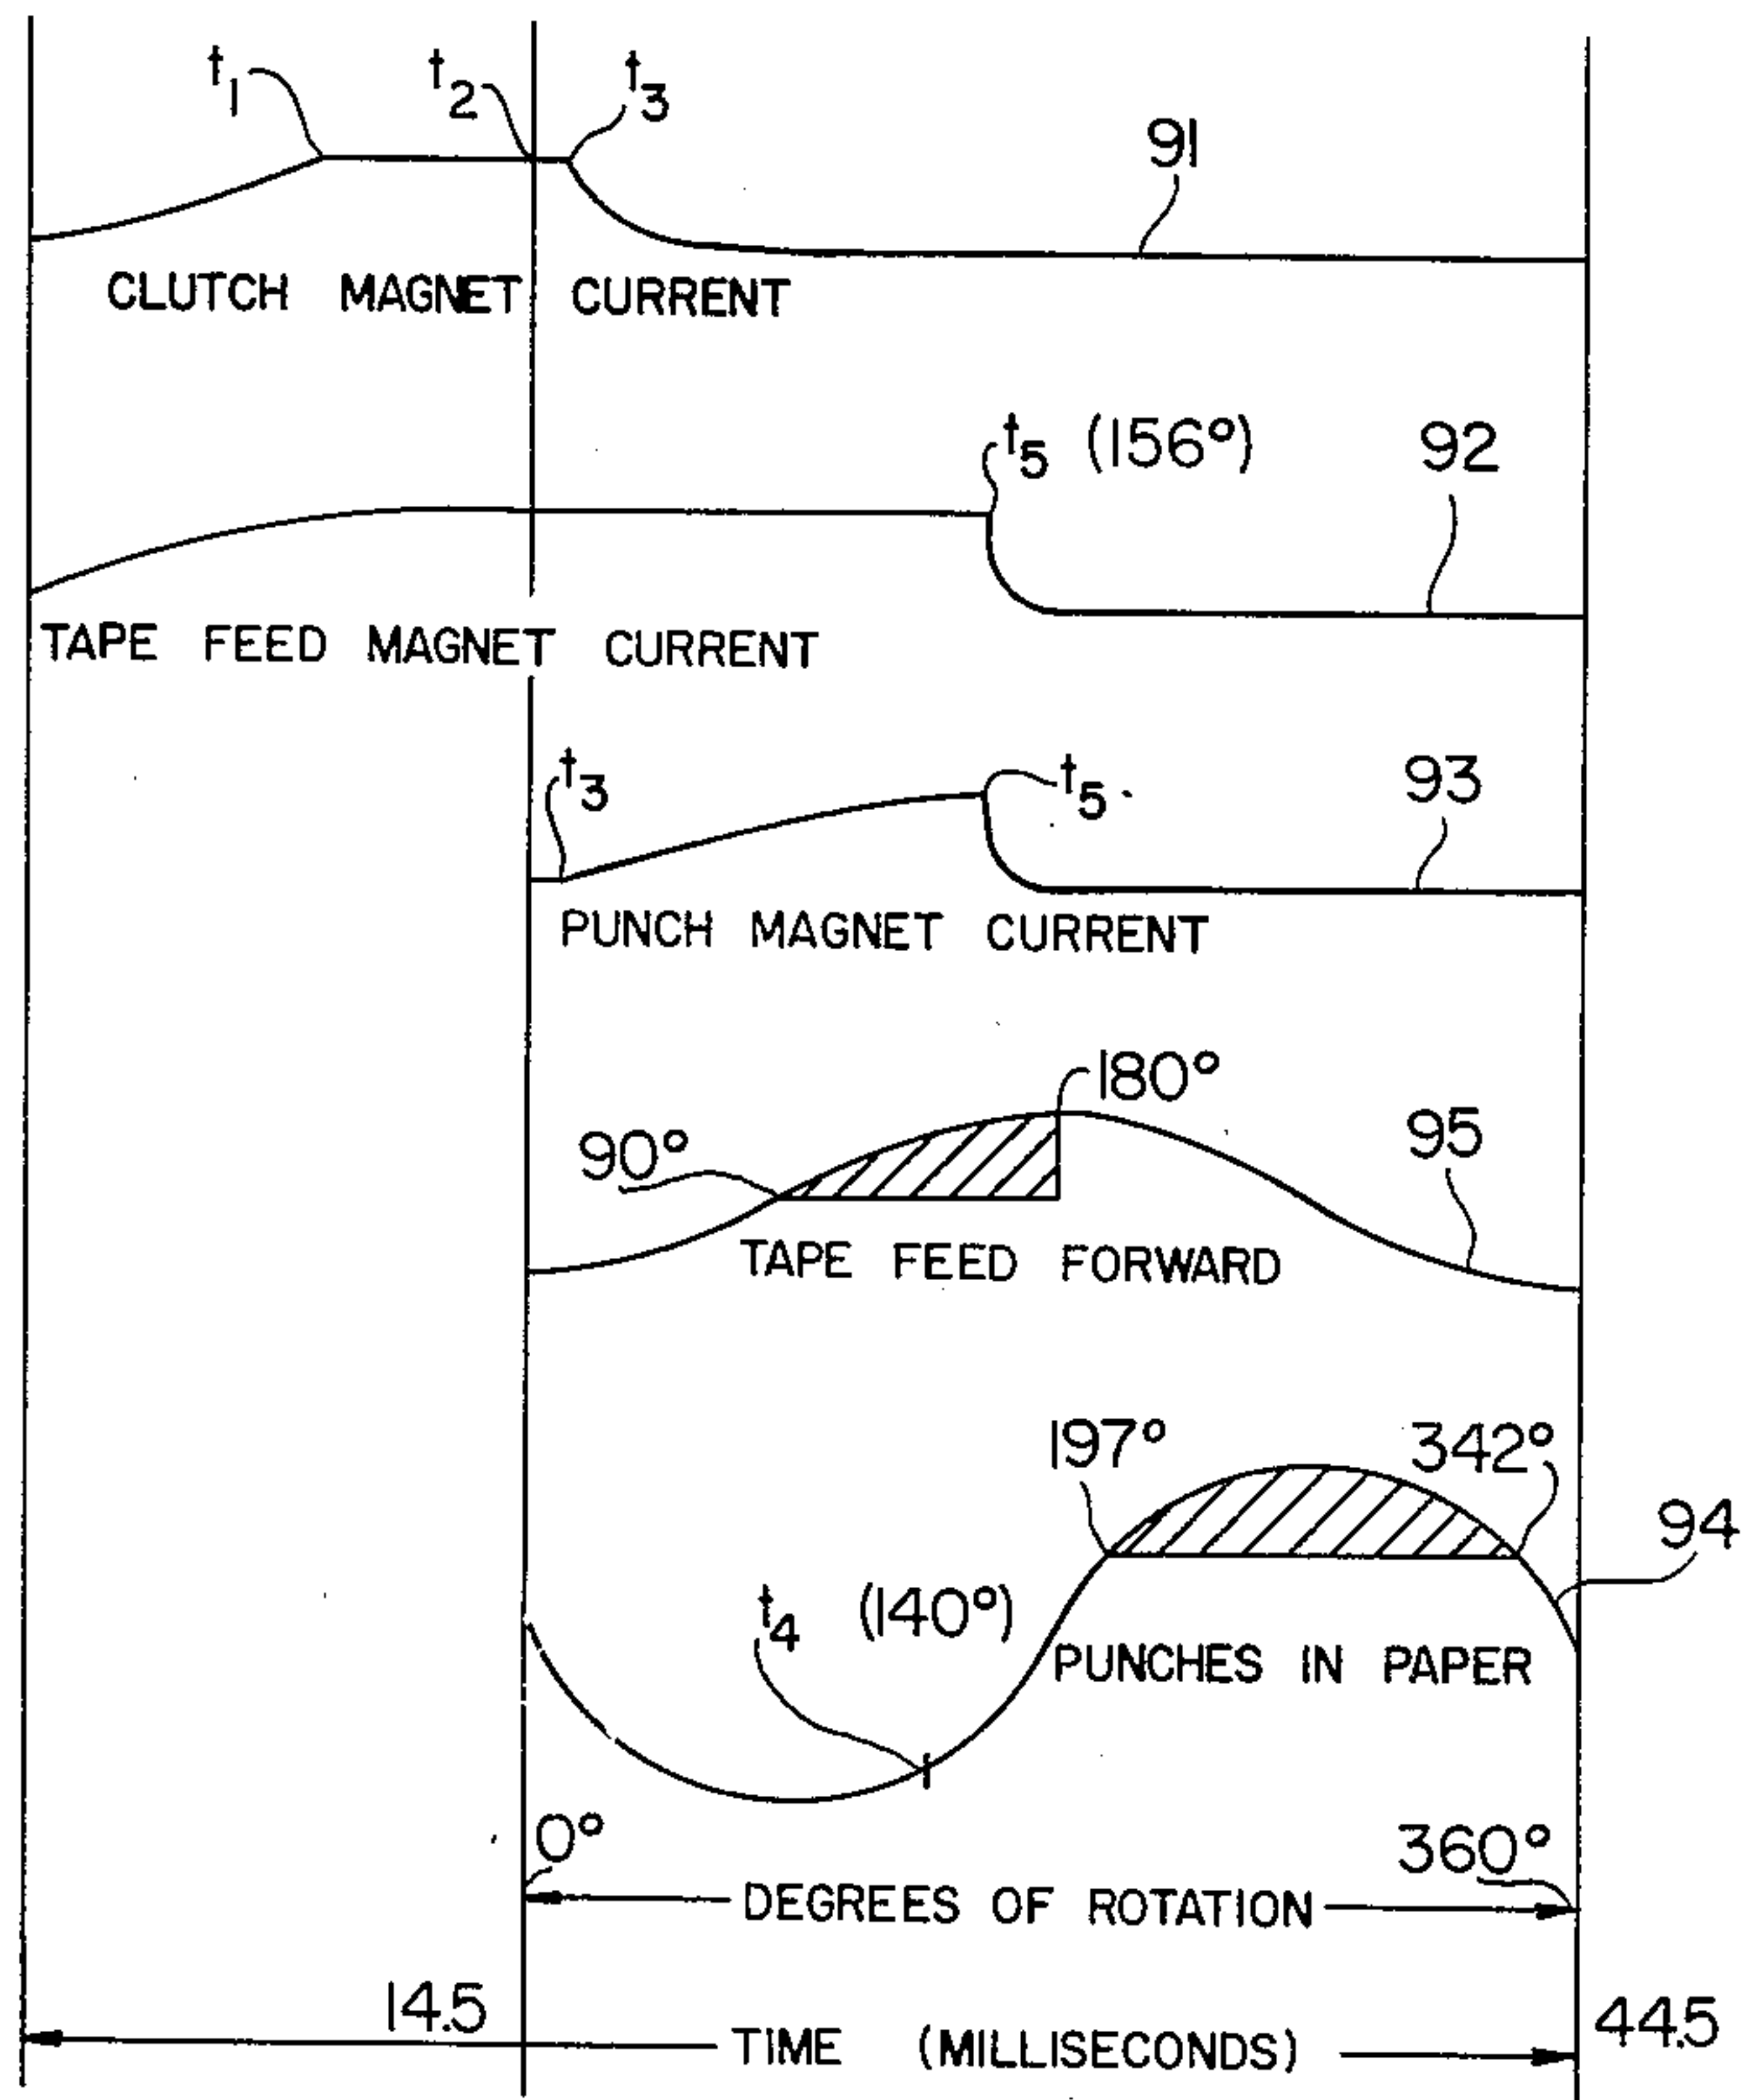 t1 t2 t3
91
CLUTCH MAGNET CURRENT
t5 (156°) 92
TAPE FEED MAGNET CURRENT
t3 t5 93
PUNCH MAGNET CURRENT
180°
90° 95
TAPE FEED FORWARD
197° 342°
94
t4 (140°)
PUNCHES IN PAPER
0° 360°
DEGREES OF ROTATION
14.5 44.5
TIME (MILLISECONDS)